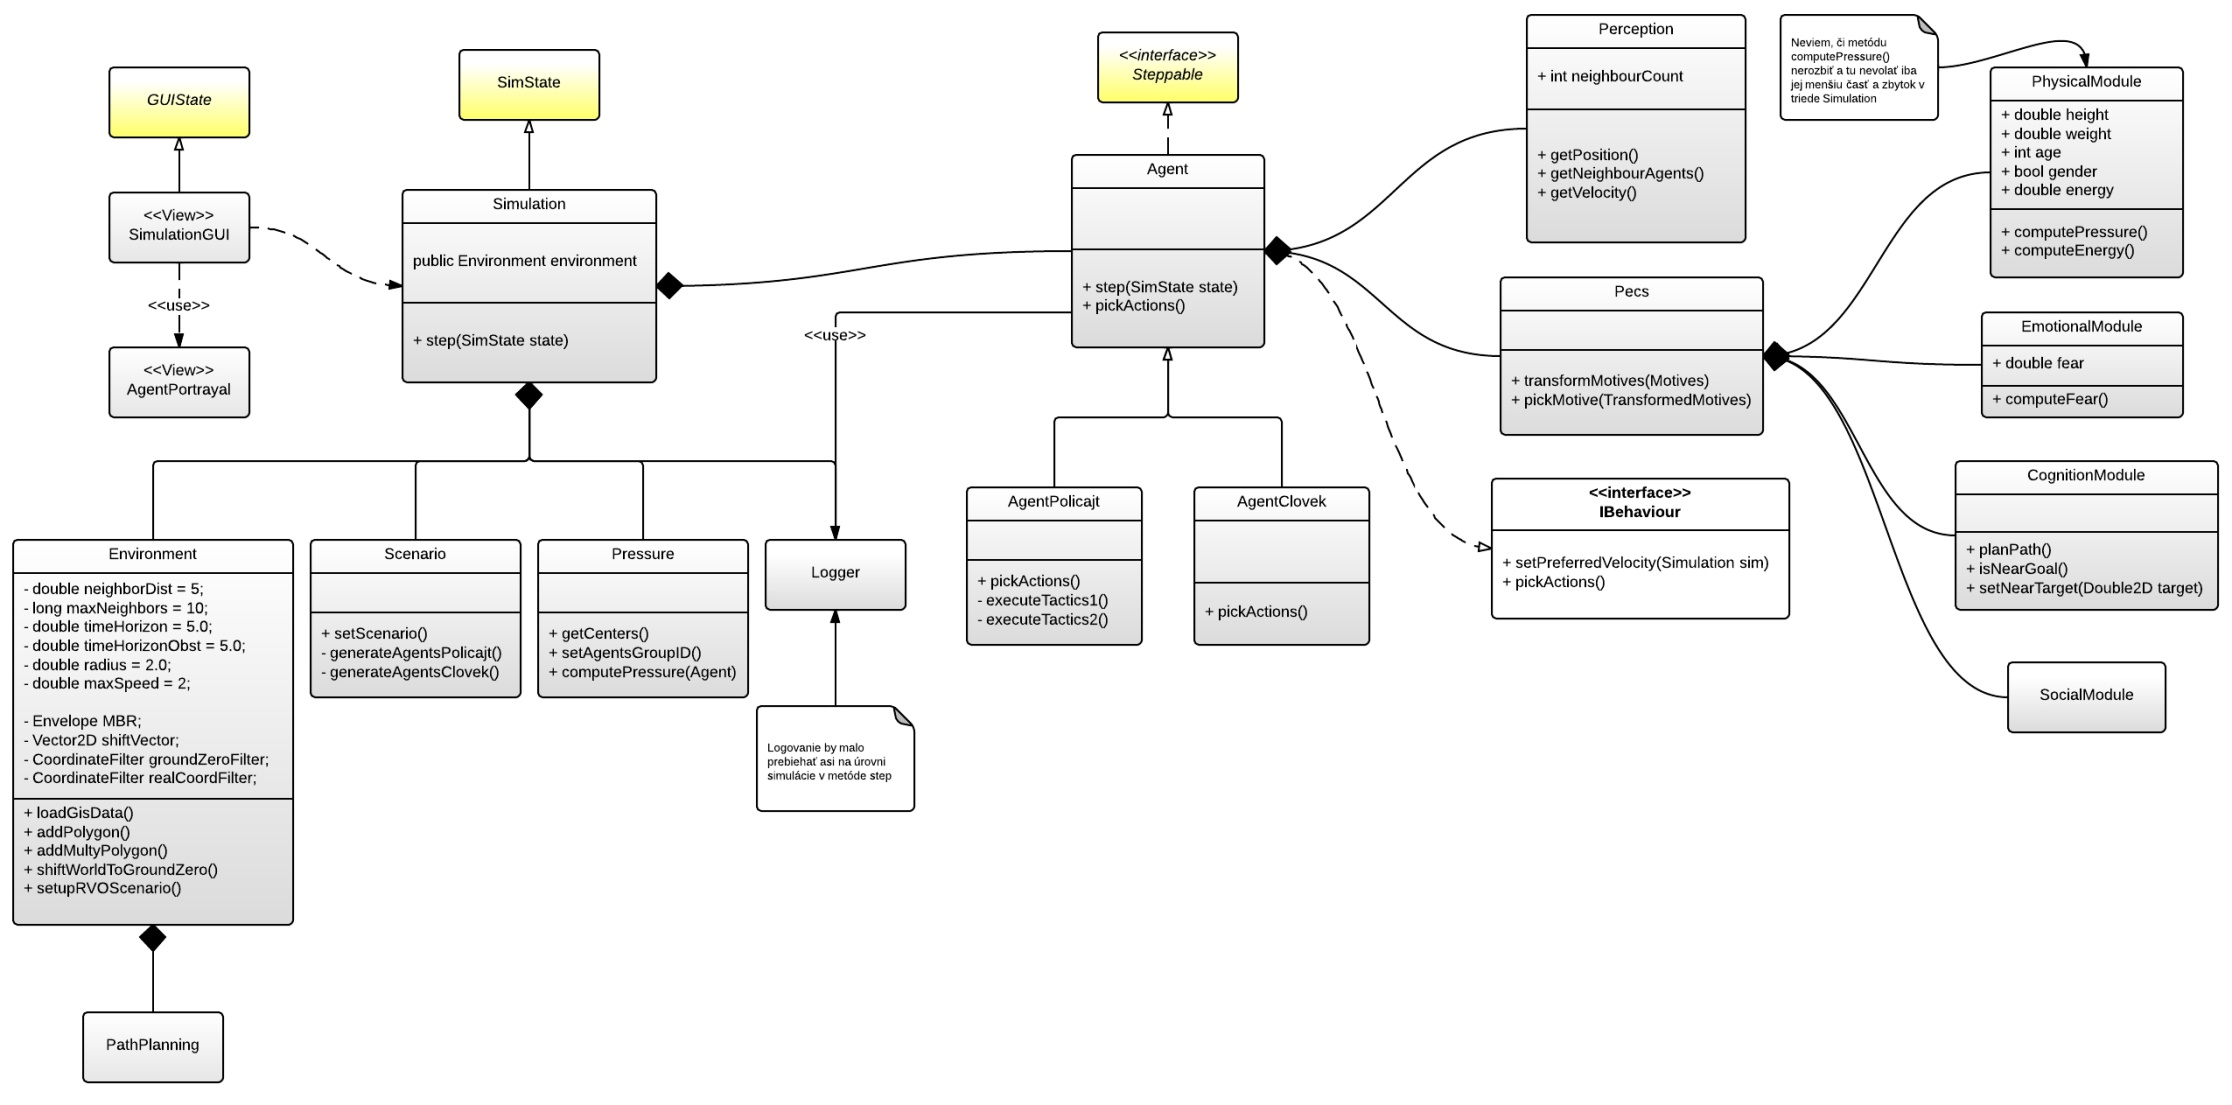 GUIState
<<View>>
SimulationGUI
<<use>>
<<View>>
AgentPortrayal
SimState
Simulation
public Environment environment
+ step(SimState state)
<<interface>>
Steppable
Agent
+ step(SimState state)
+ pickActions()
<<use>>
Perception
+ int neighbourCount
+ getPosition()
+ getNeighbourAgents()
+ getVelocity()
Neviem, či metódu
computePressure()
nerozbiť a tu nevolať iba
jej menšiu časť a zbytok v
triede Simulation
PhysicalModule
+ double height
+ double weight
+ int age
+ bool gender
+ double energy
+ computePressure()
+ computeEnergy()
Pecs
+ transformMotives(Motives)
+ pickMotive(TransformedMotives)
EmotionalModule
+ double fear
+ computeFear()
CognitionModule
+ planPath()
+ isNearGoal()
+ setNearTarget(Double2D target)
SocialModule
<<interface>>
IBehaviour
+ setPreferredVelocity(Simulation sim)
+ pickActions()
AgentPolicajt
+ pickActions()
- executeTactics1()
- executeTactics2()
AgentClovek
+ pickActions()
Environment
- double neighborDist = 5;
- long maxNeighbors = 10;
- double timeHorizon = 5.0;
- double timeHorizonObst = 5.0;
- double radius = 2.0;
- double maxSpeed = 2;
- Envelope MBR;
- Vector2D shiftVector;
- CoordinateFilter groundZeroFilter;
- CoordinateFilter realCoordFilter;
+ loadGisData()
+ addPolygon()
+ addMultyPolygon()
+ shiftWorldToGroundZero()
+ setupRVOScenario()
Scenario
+ setScenario()
- generateAgentsPolicajt()
- generateAgentsClovek()
Pressure
+ getCenters()
+ setAgentsGroupID()
+ computePressure(Agent)
Logger
Logovanie by malo
prebiehať asi na úrovni
simulácie v metóde step
PathPlanning